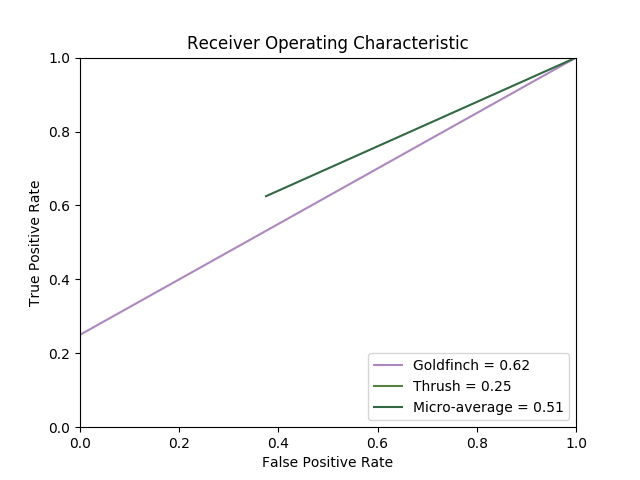 Receiver Operating Characteristic
1.0
0.8
0.6
0.4
0.2
0.0
True Positive Rate
Goldfinch = 0.62
Thrush = 0.25
Micro-average = 0.51
0.0 0.2 0.4 0.6 0.8 1.0
False Positive Rate